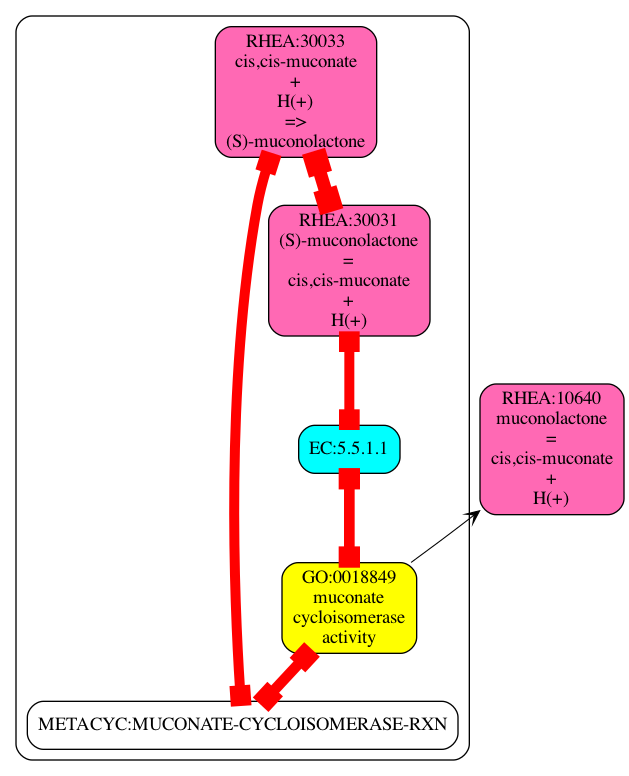 RHEA:30033
cis,cis-muconate
+
H(+)
=>
(S)-muconolactone
RHEA:30031
(S)-muconolactone
=
cis,cis-muconate
+
H(+)
RHEA:10640
muconolactone
=
cis,cis-muconate
+
H(+)
EC:5.5.1.1
GO:0018849
muconate
cycloisomerase
activity
METACYC:MUCONATE-CYCLOISOMERASE-RXN